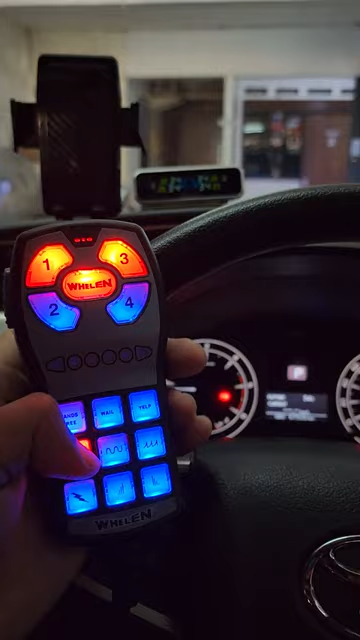 1
3
WHELEN
2
4
HANDS
FREE
WAIL
YELP
WHELEN
P